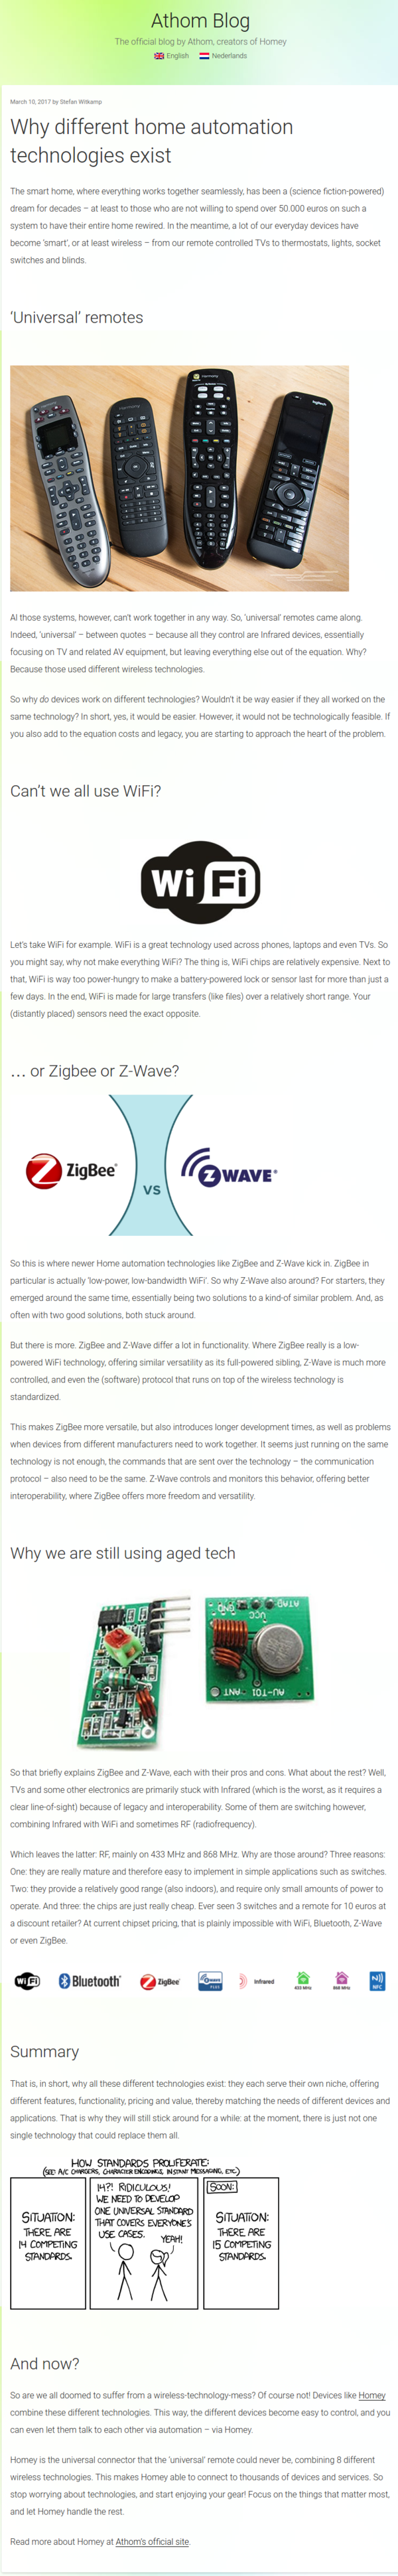 Athom Blog
The official blog by Athom, creators of Homey
English Nederlands
March 10, 2017 by Stefan Witkamp
Why different home automation
technologies exist
The smart home, where everything works together seamlessly, has been a (science fiction-powered)
dream for decades – at least to those who are not willing to spend over 50.000 euros on such a
system to have their entire home rewired. In the meantime, a lot of our everyday devices have
become 'smart', or at least wireless – from our remote controlled TVs to thermostats, lights, socket
switches and blinds.
'Universal' remotes
Al those systems, however, can't work together in any way. So, 'universal' remotes came along.
Indeed, 'universal' – between quotes – because all they control are Infrared devices, essentially
focusing on TV and related AV equipment, but leaving everything else out of the equation. Why?
Because those used different wireless technologies.
So why do devices work on different technologies? Wouldn't it be way easier if they all worked on the
same technology? In short, yes, it would be easier. However, it would not be technologically feasible. If
you also add to the equation costs and legacy, you are starting to approach the heart of the problem.
Can't we all use WiFi?
Wi Fi
Let's take WiFi for example. WiFi is a great technology used across phones, laptops and even TVs. So
you might say, why not make everything WiFi? The thing is, WiFi chips are relatively expensive. Next to
that, WiFi is way too power-hungry to make a battery-powered lock or sensor last for more than just a
few days. In the end, WiFi is made for large transfers (like files) over a relatively short range. Your
(distantly placed) sensors need the exact opposite.
… or Zigbee or Z-Wave?
ZigBee VS Z WAVE
So this is where newer Home automation technologies like ZigBee and Z-Wave kick in. ZigBee in
particular is actually 'low-power, low-bandwidth WiFi'. So why Z-Wave also around? For starters, they
emerged around the same time, essentially being two solutions to a kind-of similar problem. And, as
often with two good solutions, both stuck around.
But there is more. ZigBee and Z-Wave differ a lot in functionality. Where ZigBee really is a low-
powered WiFi technology, offering similar versatility as its full-powered sibling, Z-Wave is much more
controlled, and even the (software) protocol that runs on top of the wireless technology is
standardized.
This makes ZigBee more versatile, but also introduces longer development times, as well as problems
when devices from different manufacturers need to work together. It seems just running on the same
technology is not enough, the commands that are sent over the technology – the communication
protocol – also need to be the same. Z-Wave controls and monitors this behavior, offering better
interoperability, where ZigBee offers more freedom and versatility.
Why we are still using aged tech
ATAD
VCC
GND
ANT
So that briefly explains ZigBee and Z-Wave, each with their pros and cons. What about the rest? Well,
TVs and some other electronics are primarily stuck with Infrared (which is the worst, as it requires a
clear line-of-sight) because of legacy and interoperability. Some of them are switching however,
combining Infrared with WiFi and sometimes RF (radiofrequency).
Which leaves the latter: RF, mainly on 433 MHz and 868 MHz. Why are those around? Three reasons:
One: they are really mature and therefore easy to implement in simple applications such as switches.
Two: they provide a relatively good range (also indoors), and require only small amounts of power to
operate. And three: the chips are just really cheap. Ever seen 3 switches and a remote for 10 euros at
a discount retailer? At current chipset pricing, that is plainly impossible with WiFi, Bluetooth, Z-Wave
or even ZigBee.
Wi Fi Bluetooth ZigBee Z WAVE PLUS Infrared 433 MHz 868 MHz NFC
Summary
That is, in short, why all these different technologies exist: they each serve their own niche, offering
different features, functionality, pricing and value, thereby matching the needs of different devices and
applications. That is why they will still stick around for a while: at the moment, there is just not one
single technology that could replace them all.
HOW STANDARDS PROLIFERATE:
(SEE: A/C CHARGERS, CHARACTER ENCODINGS, INSTANT MESSAGING, ETC.)
SITUATION:
THERE ARE
14 COMPETING
STANDARDS.
14?! RIDICULOUS!
WE NEED TO DEVELOP
ONE UNIVERSAL STANDARD
THAT COVERS EVERYONE'S
USE CASES.
YEAH!
SOON:
SITUATION:
THERE ARE
15 COMPETING
STANDARDS.
And now?
So are we all doomed to suffer from a wireless-technology-mess? Of course not! Devices like Homey
combine these different technologies. This way, the different devices become easy to control, and you
can even let them talk to each other via automation – via Homey.
Homey is the universal connector that the 'universal' remote could never be, combining 8 different
wireless technologies. This makes Homey able to connect to thousands of devices and services. So
stop worrying about technologies, and start enjoying your gear! Focus on the things that matter most,
and let Homey handle the rest.
Read more about Homey at Athom's official site.